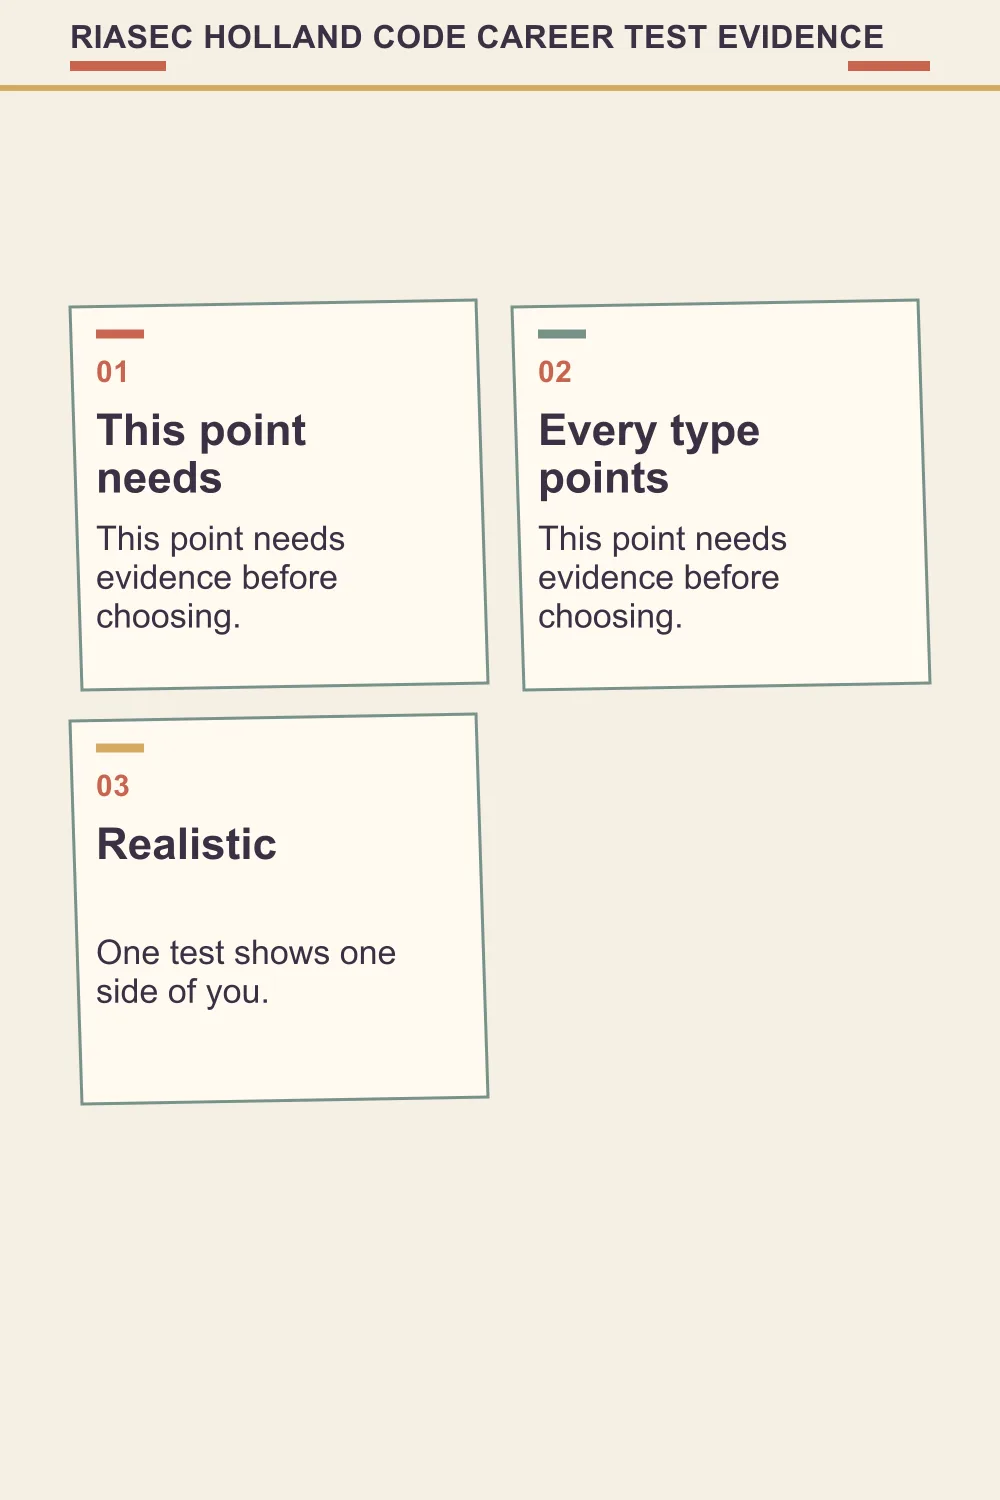 RIASEC HOLLAND CODE CAREER TEST EVIDENCE
01
This point
needs
This point needs
evidence before
choosing.
02
Every type
points
This point needs
evidence before
choosing.
03
Realistic
One test shows one
side of you.